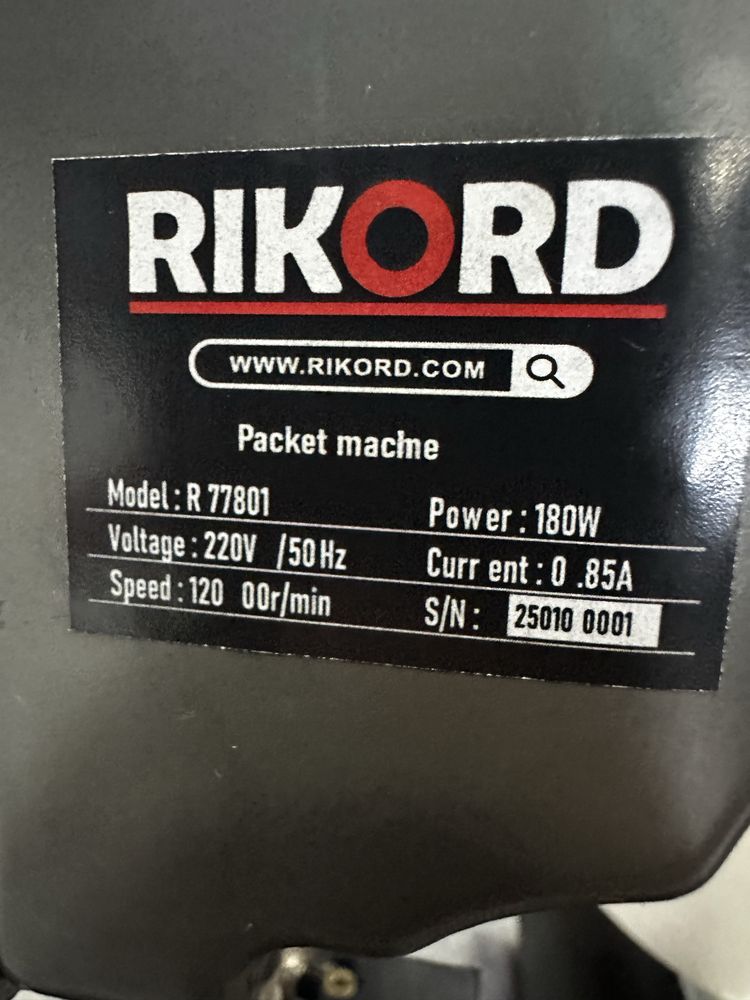 RIKORD
WWW.RIKORD.COM
Packet macıne
Model : R 77801
Power : 180W
Voltage : 220V /50 Hz
Curr ent : 0 .85A
Speed : 120 00r/min
S/N : 25010 0001